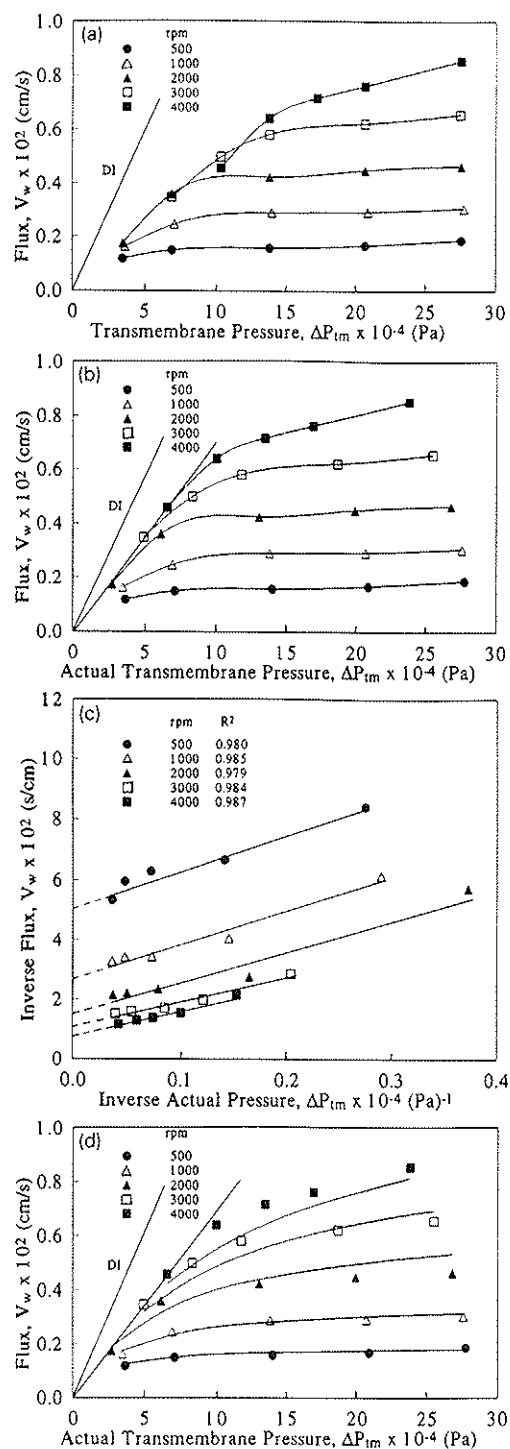 (a)
rpm
500
1000
2000
3000
4000
DI
1.0
0.8
0.6
0.4
0.2
0.0
0 5 10 15 20 25 30
Flux, V_w x 10² (cm/s)
Transmembrane Pressure, ΔP_tm x 10⁻⁴ (Pa)
(b)
rpm
500
1000
2000
3000
4000
DI
1.0
0.8
0.6
0.4
0.2
0.0
0 5 10 15 20 25 30
Flux, V_w x 10² (cm/s)
Actual Transmembrane Pressure, ΔP_tm x 10⁻⁴ (Pa)
(c)
rpm R²
500 0.980
1000 0.985
2000 0.979
3000 0.984
4000 0.987
12
10
8
6
4
2
0
0.0 0.1 0.2 0.3 0.4
Inverse Flux, V_w x 10² (s/cm)
Inverse Actual Pressure, ΔP_tm x 10⁻⁴ (Pa)⁻¹
(d)
rpm
500
1000
2000
3000
4000
DI
1.0
0.8
0.6
0.4
0.2
0.0
0 5 10 15 20 25 30
Flux, V_w x 10² (cm/s)
Actual Transmembrane Pressure, ΔP_tm x 10⁻⁴ (Pa)